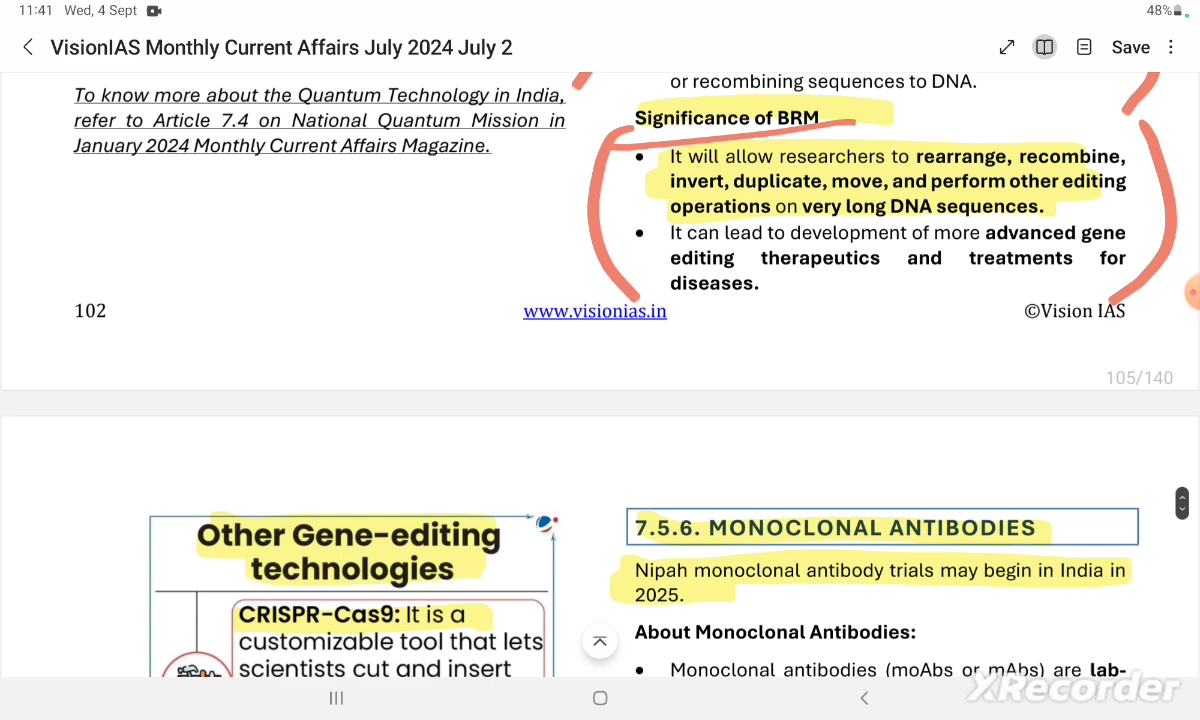 11:41 Wed, 4 Sept
48%
VisionIAS Monthly Current Affairs July 2024 July 2
Save
To know more about the Quantum Technology in India,
refer to Article 7.4 on National Quantum Mission in
January 2024 Monthly Current Affairs Magazine.
or recombining sequences to DNA.
Significance of BRM
• It will allow researchers to rearrange, recombine,
invert, duplicate, move, and perform other editing
operations on very long DNA sequences.
• It can lead to development of more advanced gene
editing therapeutics and treatments for
diseases.
102
www.visionias.in
©Vision IAS
105/140
Other Gene-editing
technologies
CRISPR-Cas9: It is a
customizable tool that lets
scientists cut and insert
7.5.6. MONOCLONAL ANTIBODIES
Nipah monoclonal antibody trials may begin in India in
2025.
About Monoclonal Antibodies:
• Monoclonal antibodies (moAbs or mAbs) are lab-
XRecorder